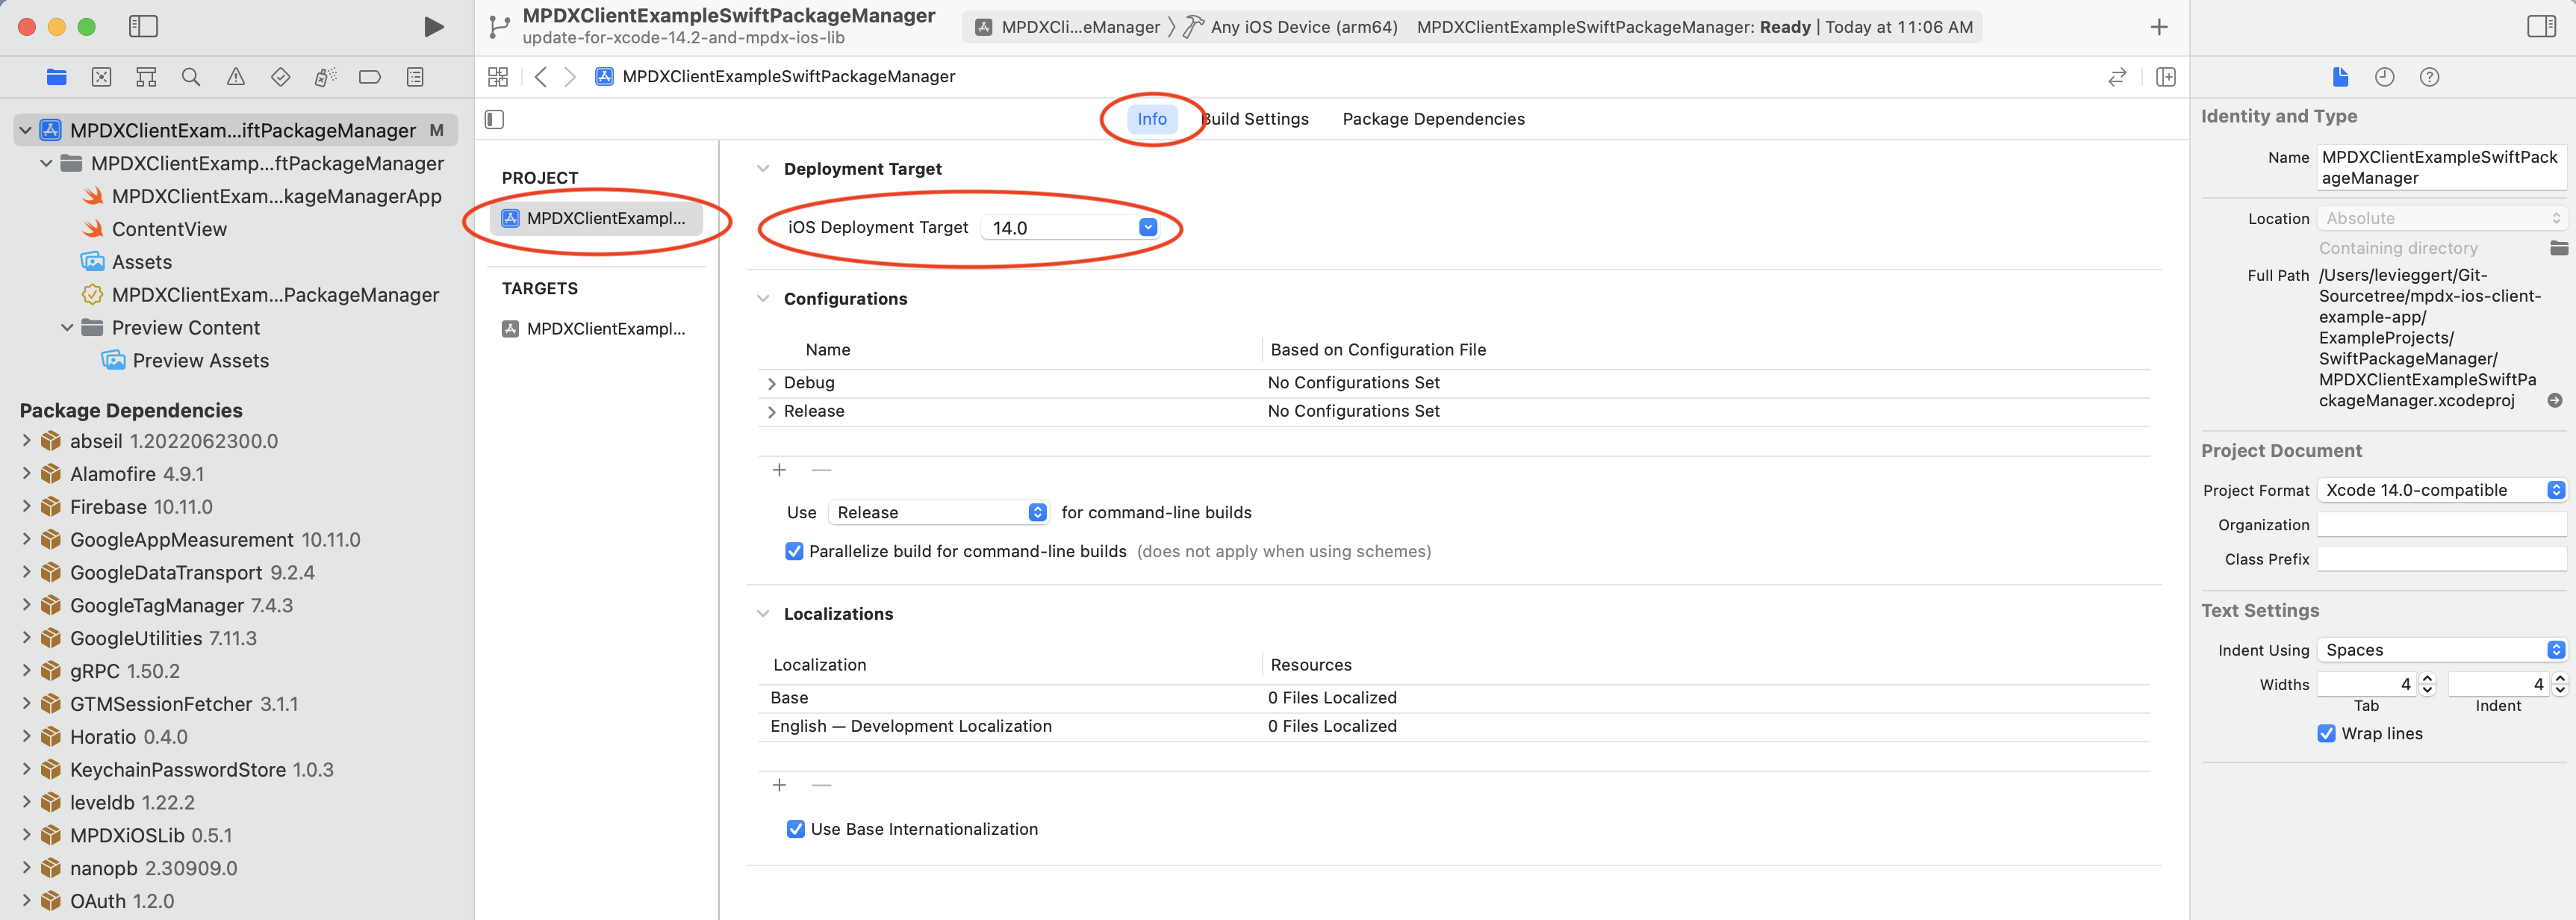 MPDXClientExampleSwiftPackageManager
update-for-xcode-14.2-and-mpdx-ios-lib
MPDXCli...eManager
Any iOS Device (arm64)
MPDXClientExampleSwiftPackageManager: Ready | Today at 11:06 AM
MPDXClientExampleSwiftPackageManager
MPDXClientExam...iftPackageManager M
MPDXClientExamp...ftPackageManager
MPDXClientExam...kageManagerApp
ContentView
Assets
MPDXClientExam...PackageManager
Preview Content
Preview Assets
Package Dependencies
abseil 1.2022062300.0
Alamofire 4.9.1
Firebase 10.11.0
GoogleAppMeasurement 10.11.0
GoogleDataTransport 9.2.4
GoogleTagManager 7.4.3
GoogleUtilities 7.11.3
gRPC 1.50.2
GTMSessionFetcher 3.1.1
Horatio 0.4.0
KeychainPasswordStore 1.0.3
leveldb 1.22.2
MPDXiOSLib 0.5.1
nanopb 2.30909.0
OAuth 1.2.0
Info
Build Settings
Package Dependencies
PROJECT
MPDXClientExampl...
TARGETS
MPDXClientExampl...
Deployment Target
iOS Deployment Target 14.0
Configurations
Name
Based on Configuration File
Debug
No Configurations Set
Release
No Configurations Set
Use Release for command-line builds
Parallelize build for command-line builds (does not apply when using schemes)
Localizations
Localization
Resources
Base
0 Files Localized
English — Development Localization
0 Files Localized
Use Base Internationalization
Identity and Type
Name MPDXClientExampleSwiftPack
ageManager
Location Absolute
Containing directory
Full Path /Users/levieggert/Git-
Sourcetree/mpdx-ios-client-
example-app/
ExampleProjects/
SwiftPackageManager/
MPDXClientExampleSwiftPa
ckageManager.xcodeproj
Project Document
Project Format Xcode 14.0-compatible
Organization
Class Prefix
Text Settings
Indent Using Spaces
Widths 4 4
Tab Indent
Wrap lines